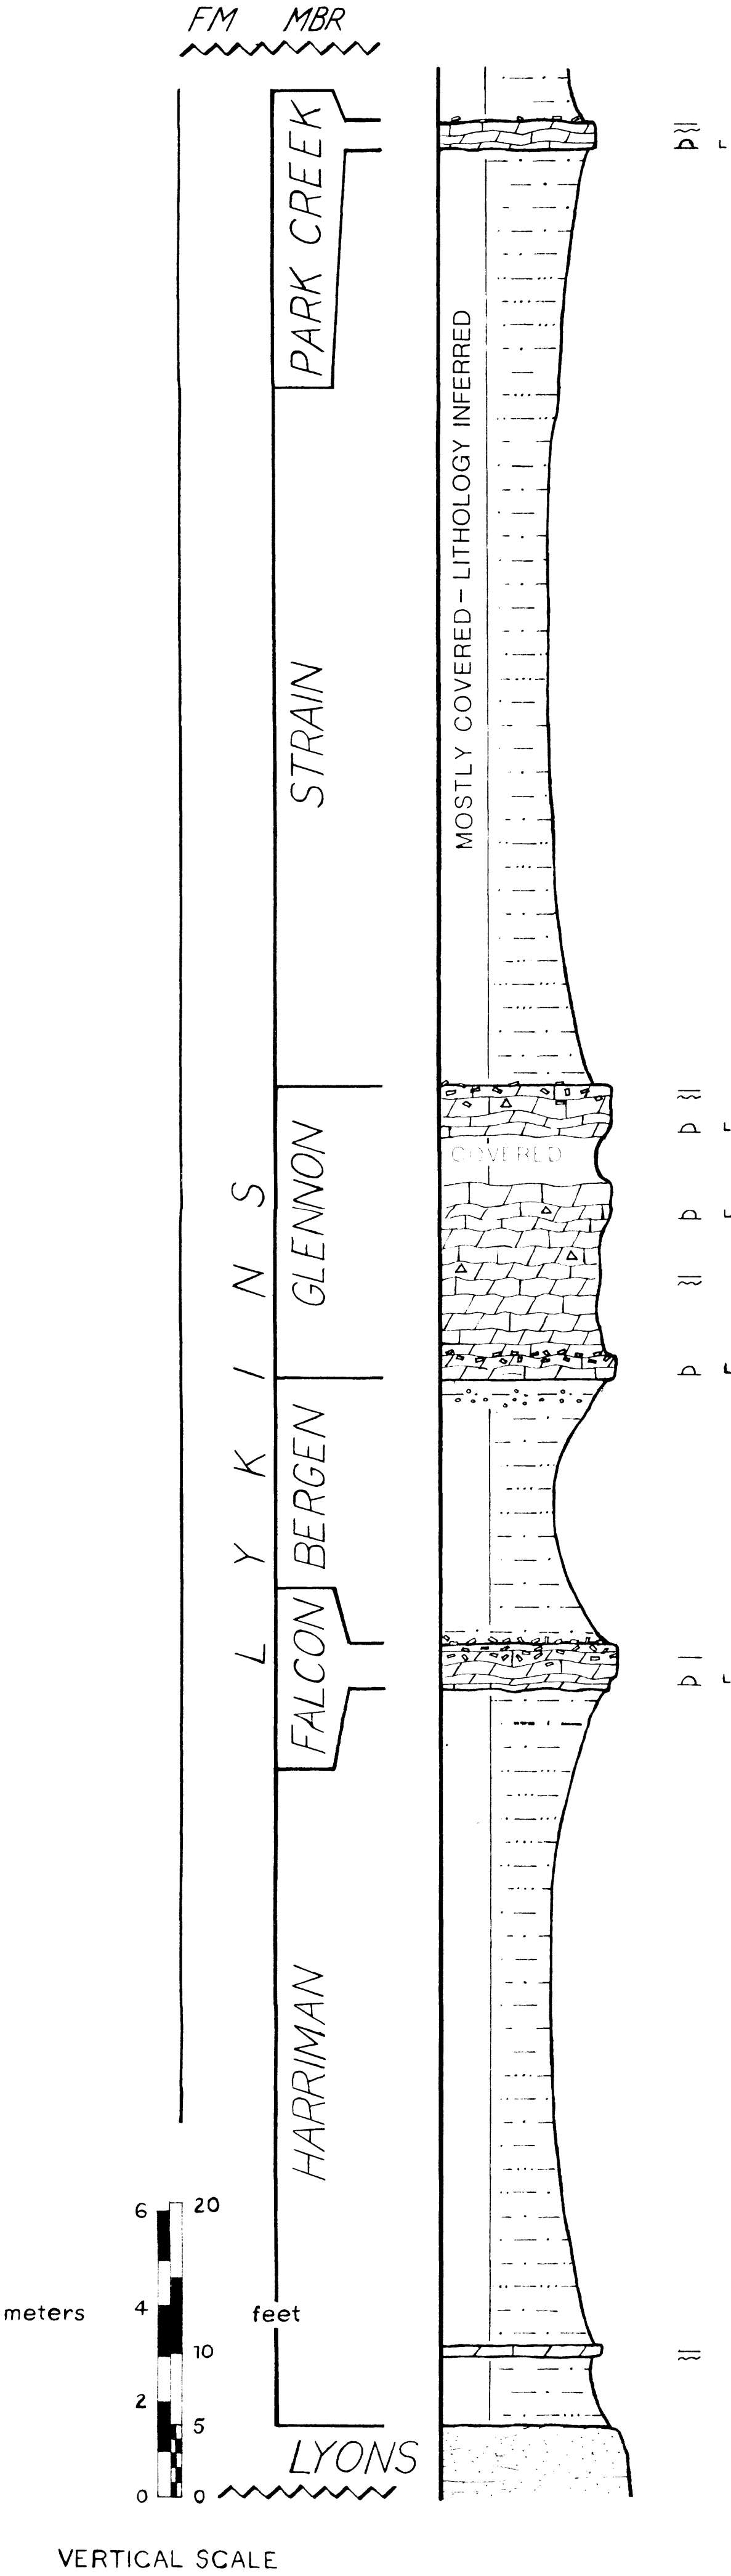 FM MBR
PARK CREEK
MOSTLY COVERED - LITHOLOGY INFERRED
STRAIN
GLENNON
COVERED
LYKINS
BERGEN
FALCON
HARRIMAN
6 20
meters 4 feet
10
2
5
0 0
LYONS
VERTICAL SCALE